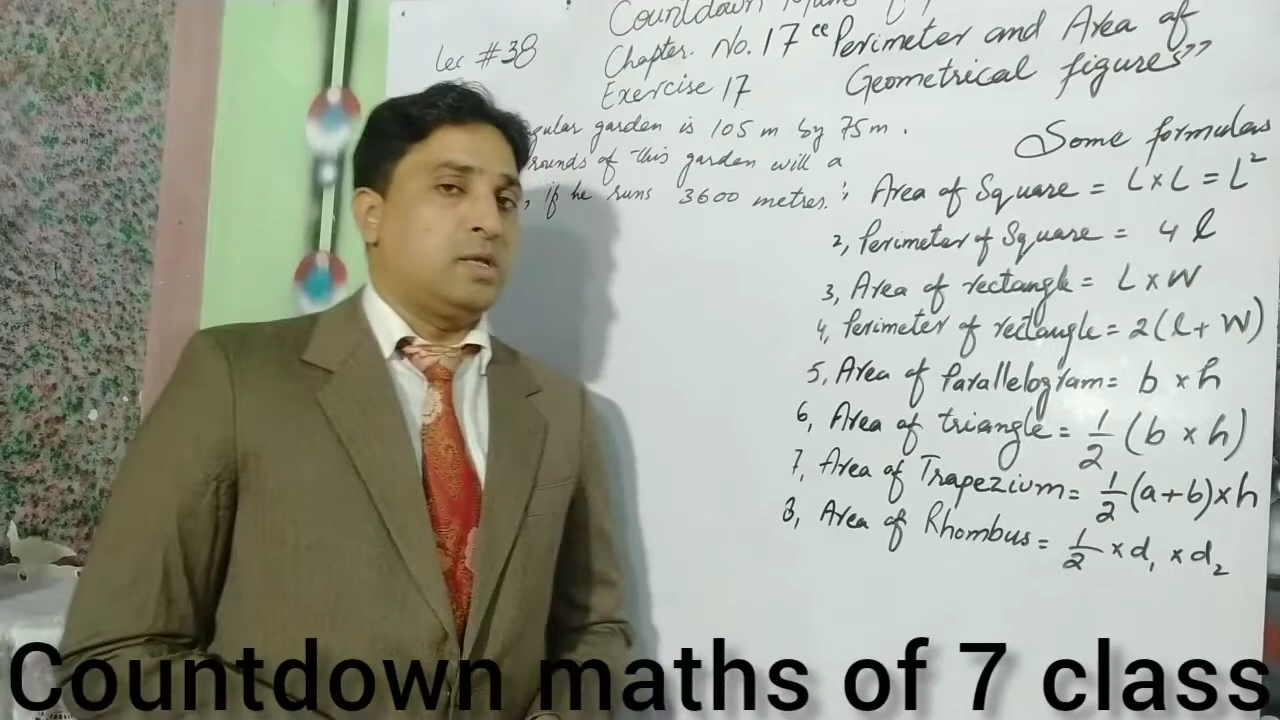 Lec #38
Countdown
Chapter. No. 17 "Perimeter and Area of
Geometrical figures"
Exercise 17
gular garden is 105 m by 75 m.
rounds of this garden will a
, if he runs 3600 metres.
Some formulas
1, Area of Square = L×L = L²
2, Perimeter of Square = 4 l
3, Area of rectangle = L × W
4, Perimeter of rectangle = 2(l + W)
5, Area of Parallelogram = b × h
6, Area of triangle = 1/2 (b × h)
7, Area of Trapezium = 1/2 (a+b)×h
8, Area of Rhombus = 1/2 × d₁ × d₂
Countdown maths of 7 class